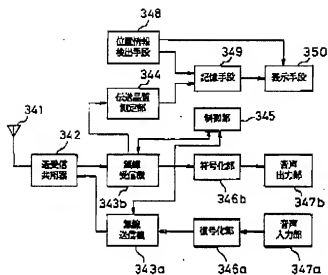 348
位置情報
検出手段
349
350
344
記憶手段
表示手段
伝送品質
測定部
345
制御部
341
342
送受信
共用器
無線
受信機
符号化部
音声
出力部
343b
346b
347b
無線
送信機
復号化部
音声
入力部
343a
346a
347a